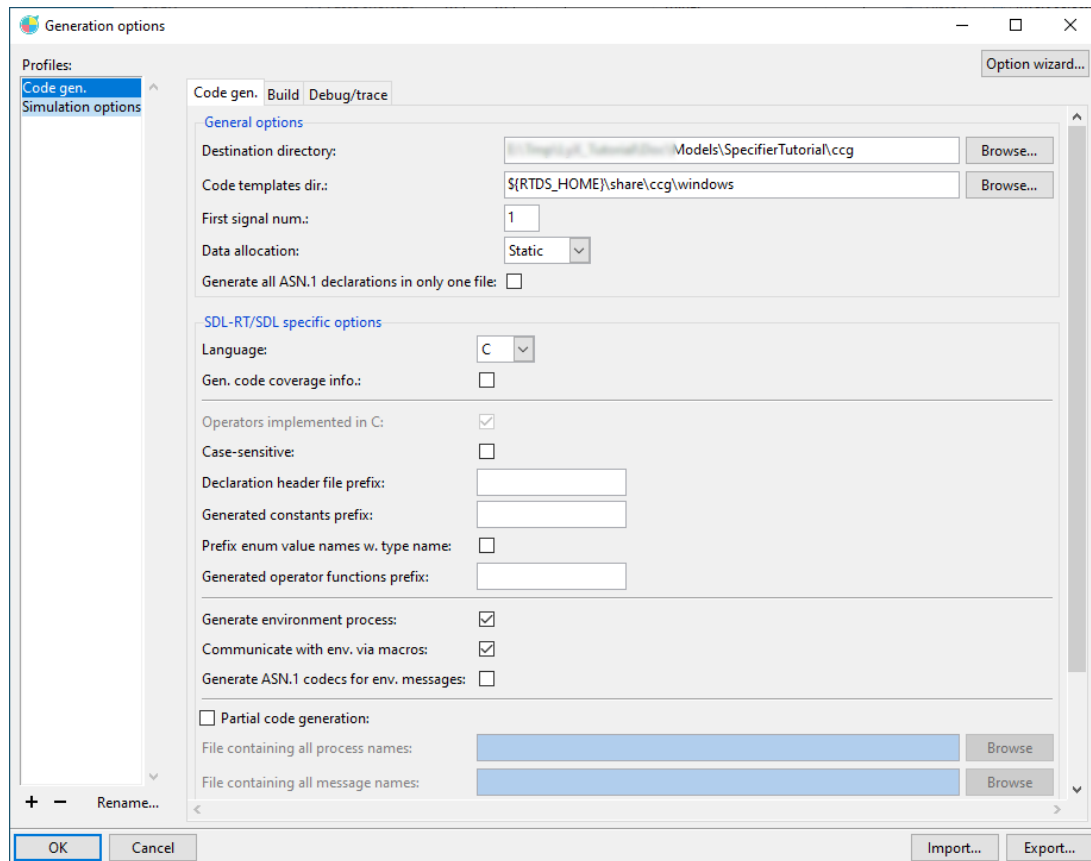 Generation options
Profiles:
Option wizard...
Code gen.
Simulation options
Code gen. Build Debug/trace
General options
Destination directory: Models\SpecifierTutorial\ccg Browse...
Code templates dir.: ${RTDS_HOME}\share\ccg\windows Browse...
First signal num.: 1
Data allocation: Static
Generate all ASN.1 declarations in only one file:
SDL-RT/SDL specific options
Language: C
Gen. code coverage info.:
Operators implemented in C:
Case-sensitive:
Declaration header file prefix:
Generated constants prefix:
Prefix enum value names w. type name:
Generated operator functions prefix:
Generate environment process:
Communicate with env. via macros:
Generate ASN.1 codecs for env. messages:
Partial code generation:
File containing all process names: Browse
File containing all message names: Browse
+ − Rename...
OK Cancel Import... Export...